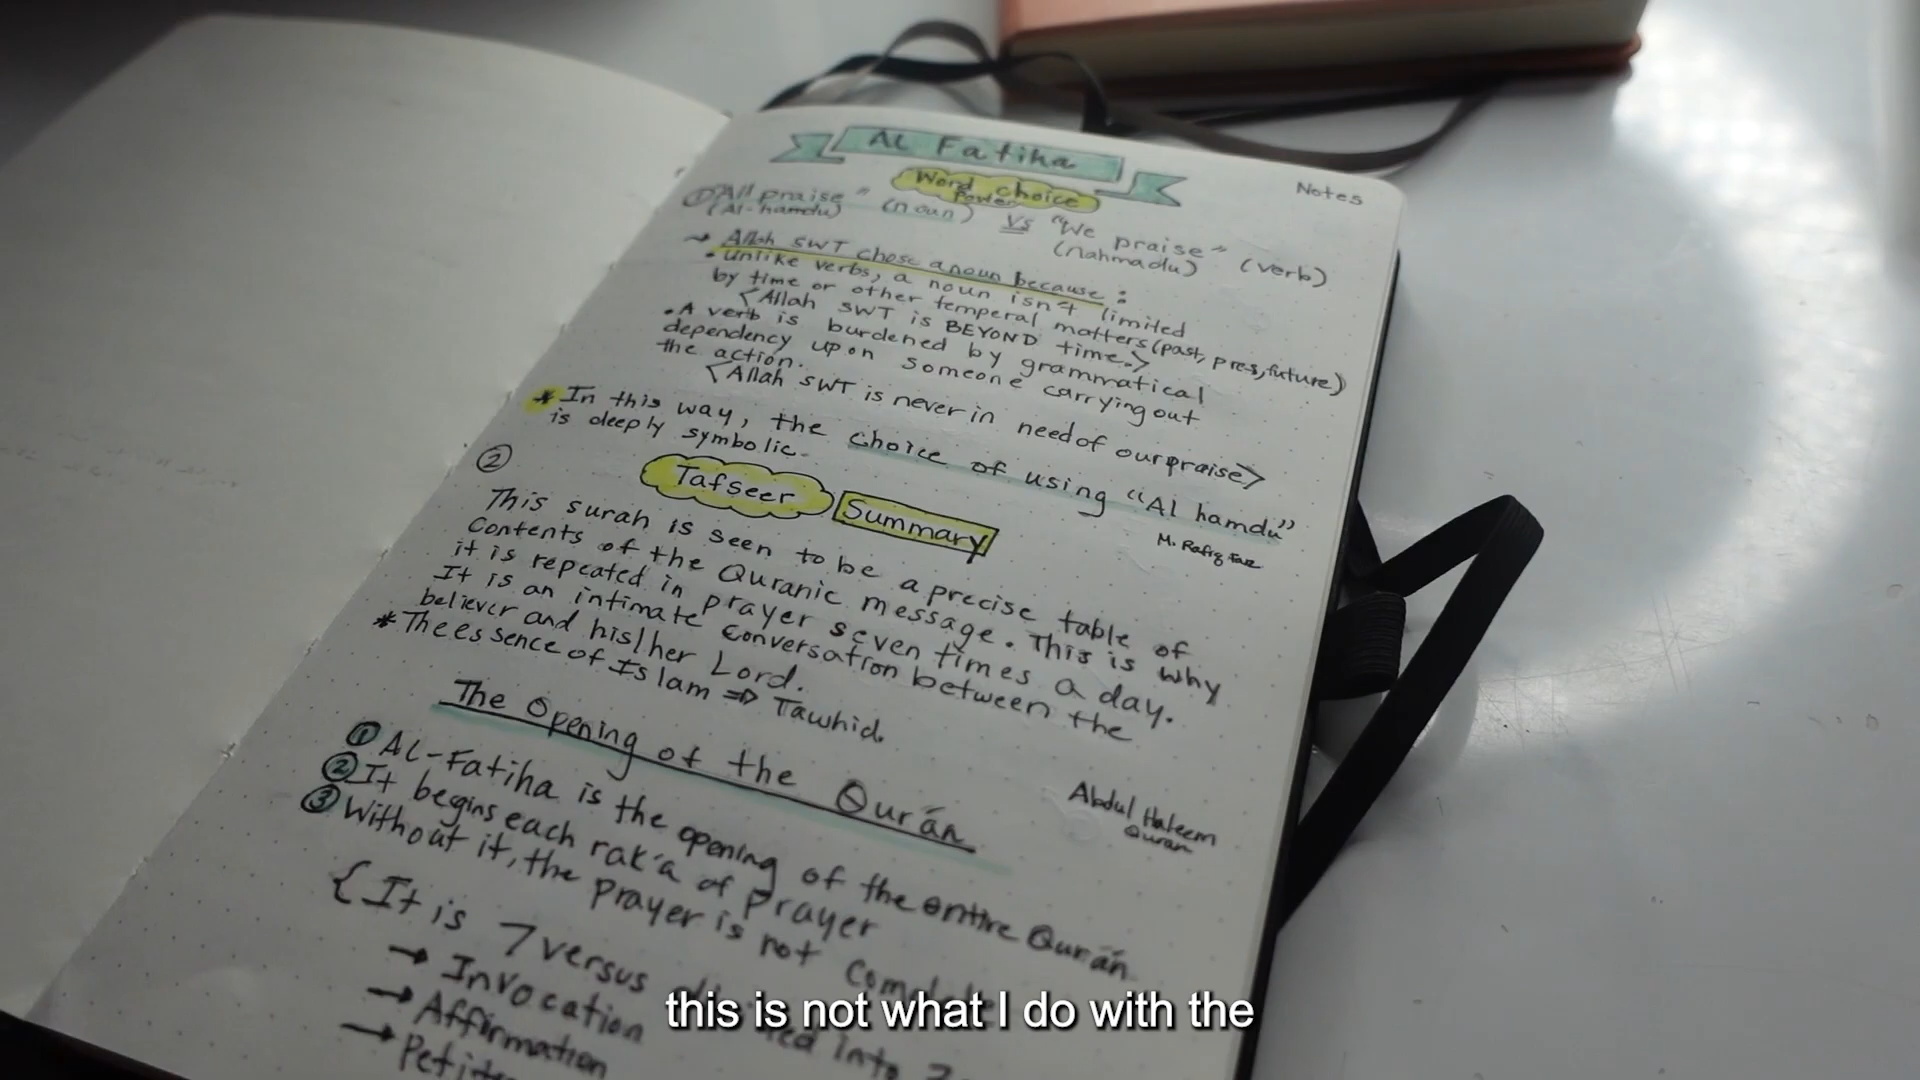 AL Fatiha
Notes
Word choice
Power
① "All praise" (noun) vs "We praise" (verb)
(Al-hamdu) (nahmadu)
→ Allah SWT chose a noun because:
• Unlike verbs, a noun isn't limited
by time or other temperal matters (past, pres, future)
<Allah SWT is BEYOND time.>
• A verb is burdened by grammatical
dependency upon someone carrying out
the action.
<Allah SWT is never in need of our praise>
* In this way, the choice of using "Al hamdu"
is deeply symbolic.
M. Rafiq
② Tafseer Summary
This surah is seen to be a precise table of
contents of the Quranic message. This is why
it is repeated in prayer seven times a day.
It is an intimate conversation between the
believer and his/her Lord.
* The essence of Islam ⇒ Tawhid.
The Opening of the Qurán
Abdul Haleem
Quran
① AL-Fatiha is the opening of the entire Qurán
② It begins each rak'a of Prayer
③ Without it, the prayer is not
{It is 7 versus into
→ Invocation
→ Affirmation
→
this is not what I do with the